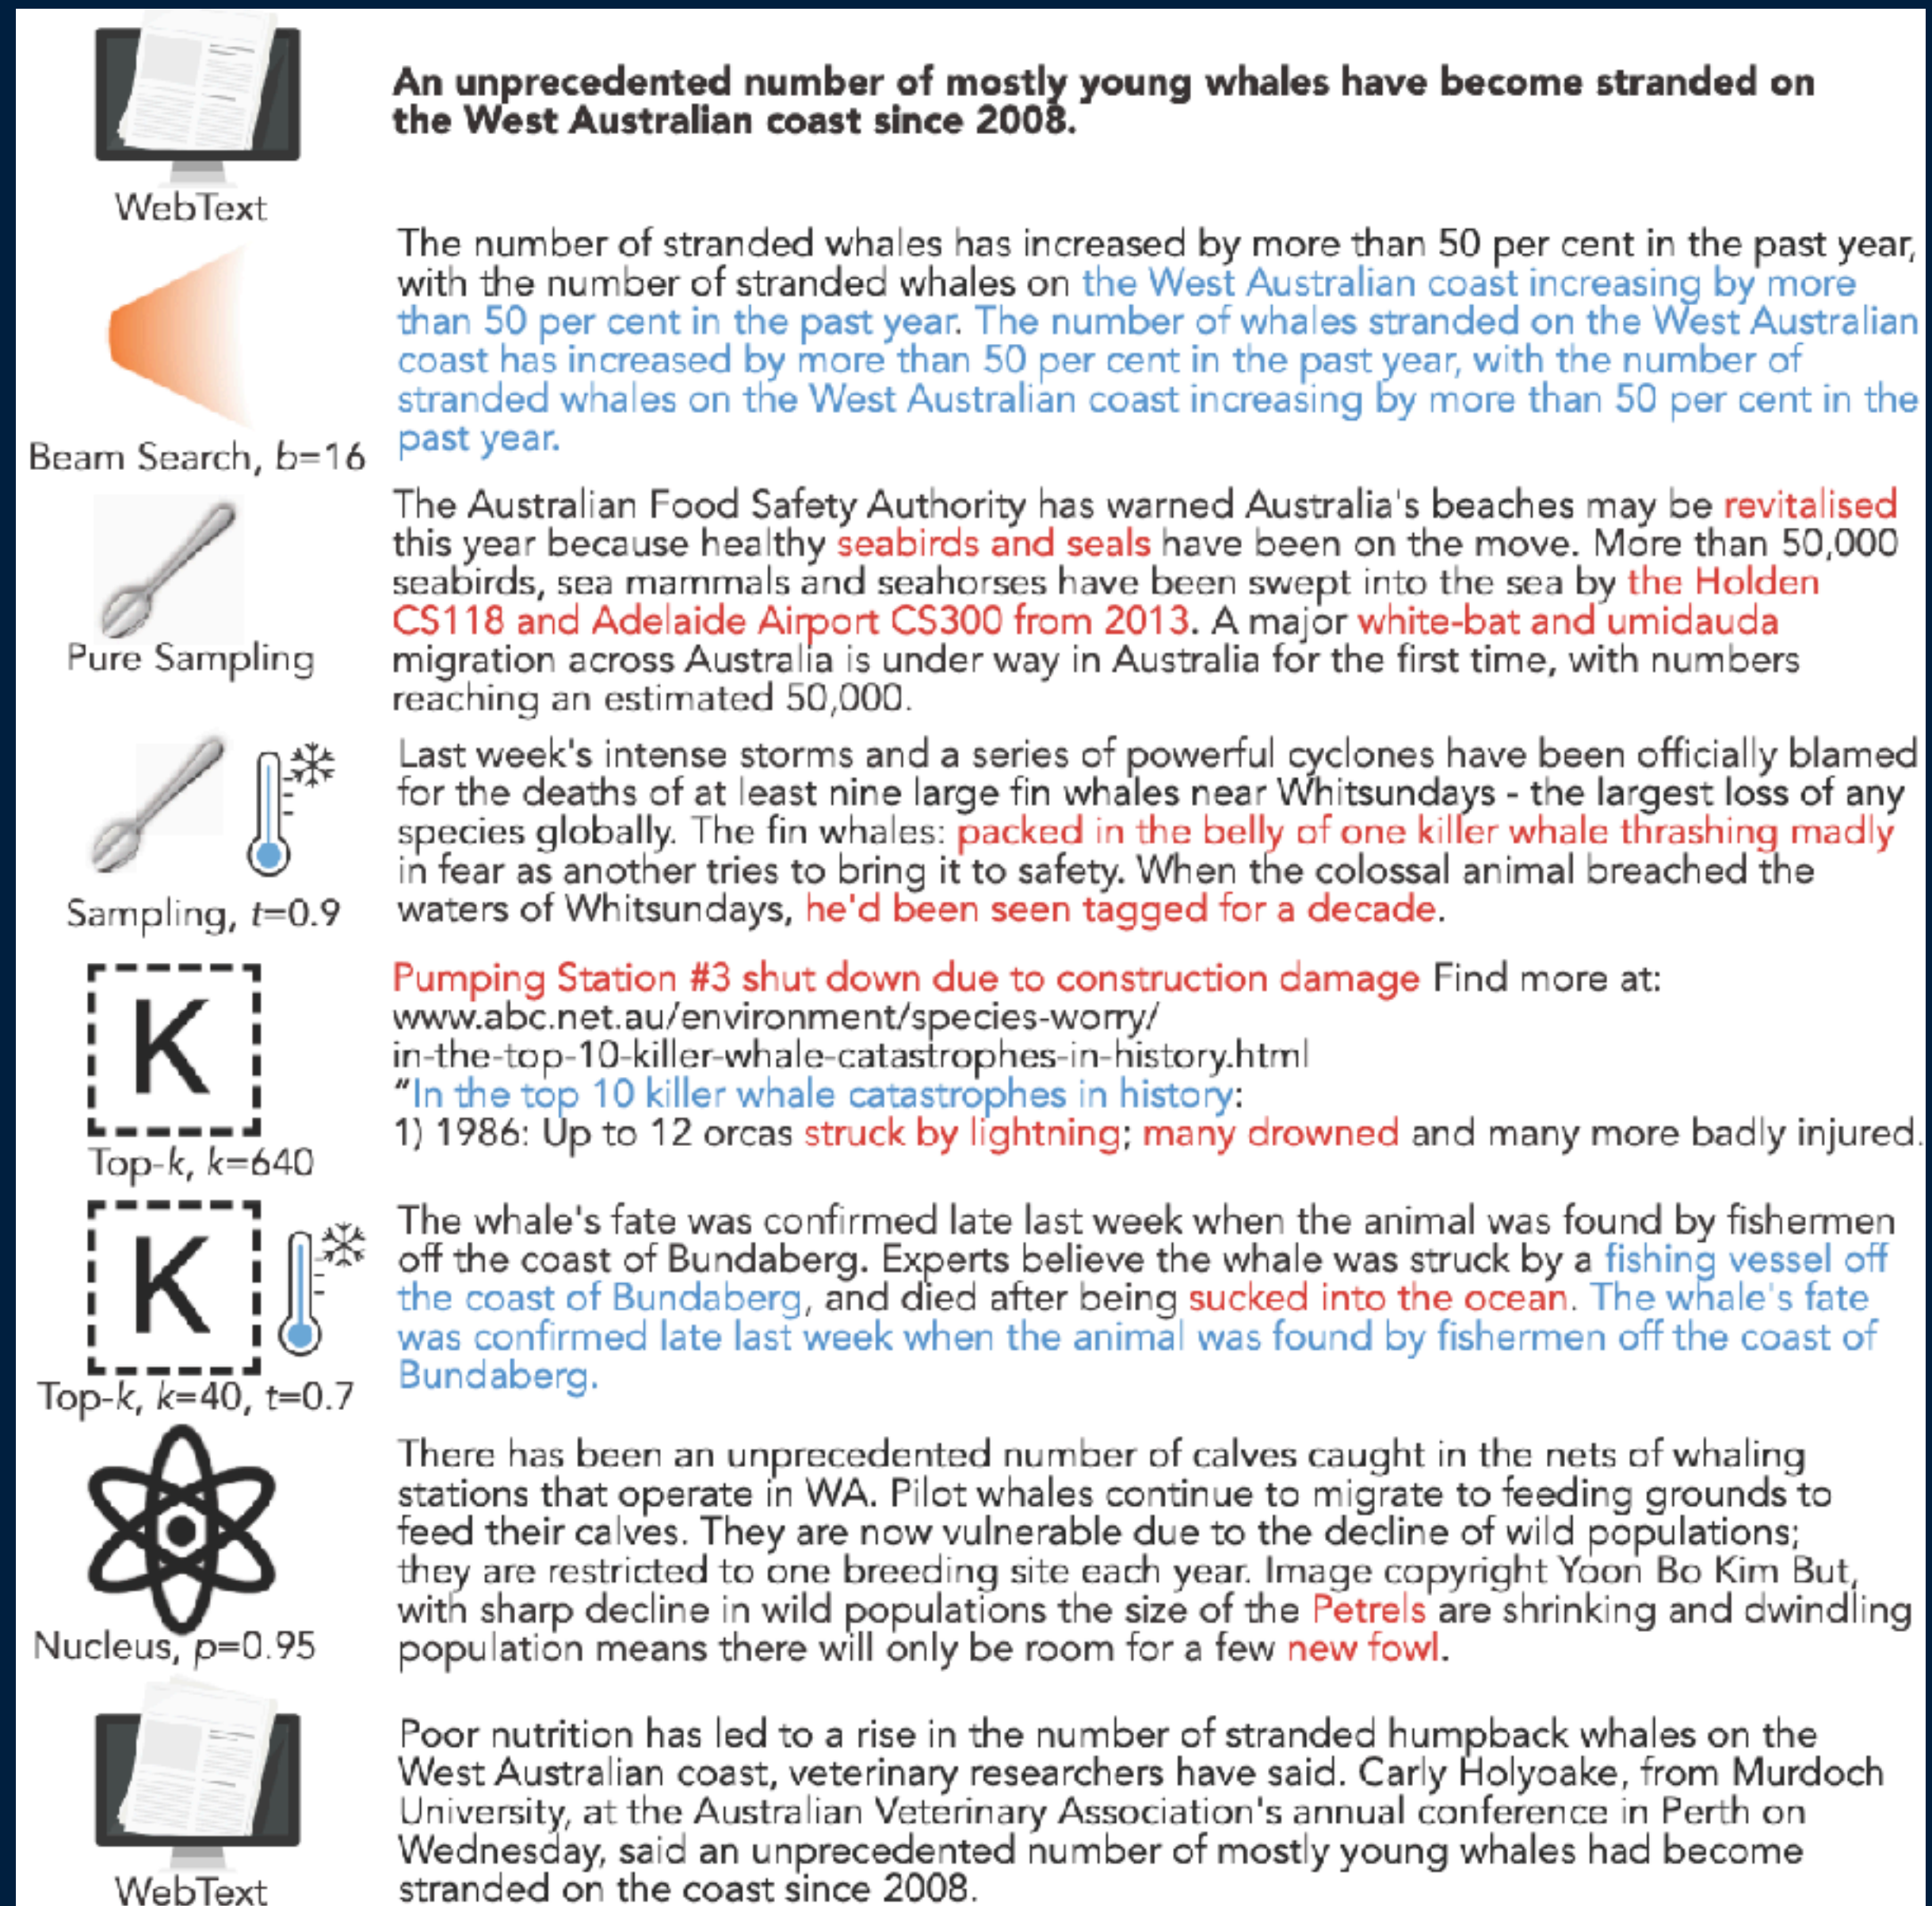 An unprecedented number of mostly young whales have become stranded on
the West Australian coast since 2008.
WebText
The number of stranded whales has increased by more than 50 per cent in the past year,
with the number of stranded whales on the West Australian coast increasing by more
than 50 per cent in the past year. The number of whales stranded on the West Australian
coast has increased by more than 50 per cent in the past year, with the number of
stranded whales on the West Australian coast increasing by more than 50 per cent in the
past year.
Beam Search, b=16
The Australian Food Safety Authority has warned Australia's beaches may be revitalised
this year because healthy seabirds and seals have been on the move. More than 50,000
seabirds, sea mammals and seahorses have been swept into the sea by the Holden
CS118 and Adelaide Airport CS300 from 2013. A major white-bat and umidauda
migration across Australia is under way in Australia for the first time, with numbers
reaching an estimated 50,000.
Pure Sampling
Last week's intense storms and a series of powerful cyclones have been officially blamed
for the deaths of at least nine large fin whales near Whitsundays - the largest loss of any
species globally. The fin whales: packed in the belly of one killer whale thrashing madly
in fear as another tries to bring it to safety. When the colossal animal breached the
waters of Whitsundays, he'd been seen tagged for a decade.
Sampling, t=0.9
Pumping Station #3 shut down due to construction damage Find more at:
www.abc.net.au/environment/species-worry/
in-the-top-10-killer-whale-catastrophes-in-history.html
"In the top 10 killer whale catastrophes in history:
1) 1986: Up to 12 orcas struck by lightning; many drowned and many more badly injured.
K
Top-k, k=640
The whale's fate was confirmed late last week when the animal was found by fishermen
off the coast of Bundaberg. Experts believe the whale was struck by a fishing vessel off
the coast of Bundaberg, and died after being sucked into the ocean. The whale's fate
was confirmed late last week when the animal was found by fishermen off the coast of
Bundaberg.
K
Top-k, k=40, t=0.7
There has been an unprecedented number of calves caught in the nets of whaling
stations that operate in WA. Pilot whales continue to migrate to feeding grounds to
feed their calves. They are now vulnerable due to the decline of wild populations;
they are restricted to one breeding site each year. Image copyright Yoon Bo Kim But,
with sharp decline in wild populations the size of the Petrels are shrinking and dwindling
population means there will only be room for a few new fowl.
Nucleus, p=0.95
Poor nutrition has led to a rise in the number of stranded humpback whales on the
West Australian coast, veterinary researchers have said. Carly Holyoake, from Murdoch
University, at the Australian Veterinary Association's annual conference in Perth on
Wednesday, said an unprecedented number of mostly young whales had become
stranded on the coast since 2008.
WebText